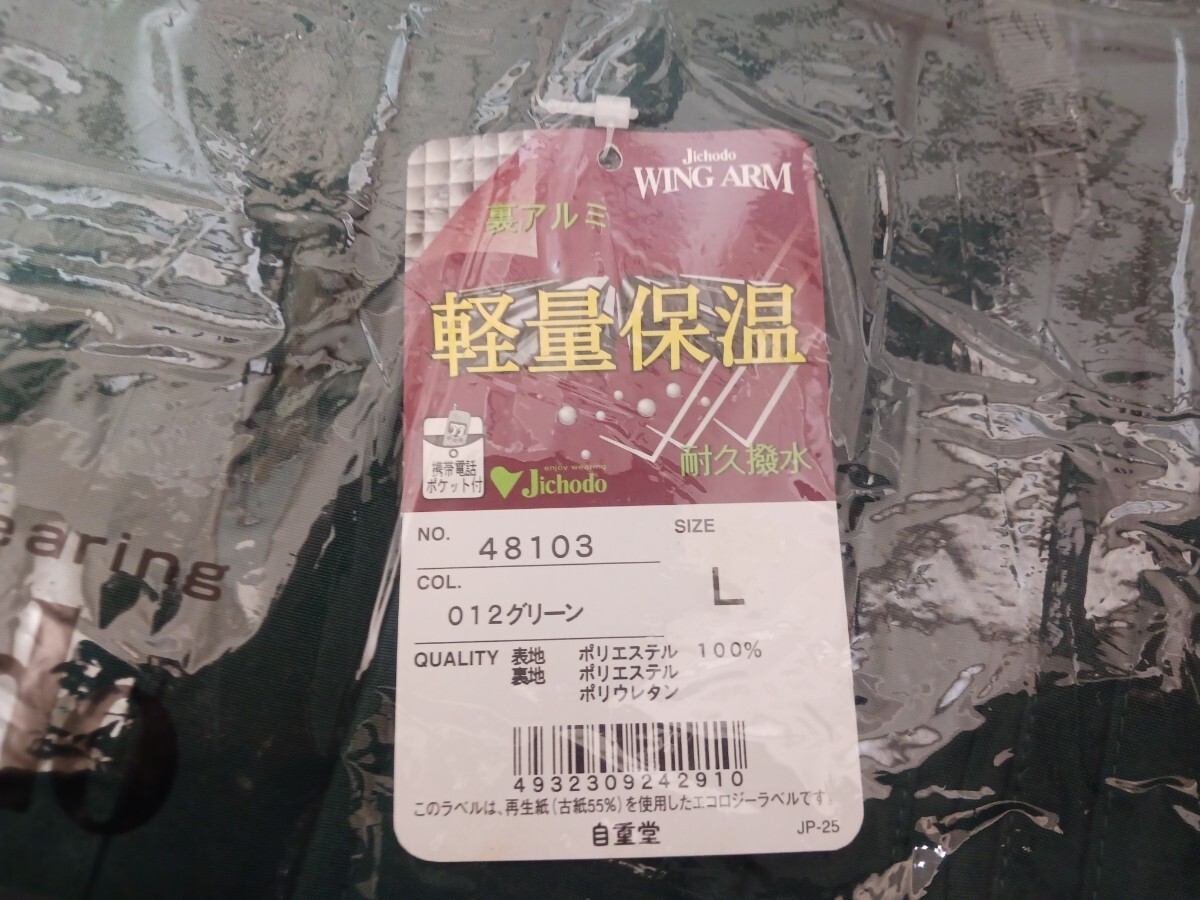 Jichodo
WING ARM
裏アルミ
軽量保温
携帯電話
ポケット付
enjoy wearing
Jichodo
耐久撥水
NO. 48103
SIZE
L
COL.
012グリーン
QUALITY 表地 ポリエステル 100%
裏地 ポリエステル
ポリウレタン
4932309242910
このラベルは、再生紙(古紙55%)を使用したエコロジーラベルです。
自重堂
JP-25
earing